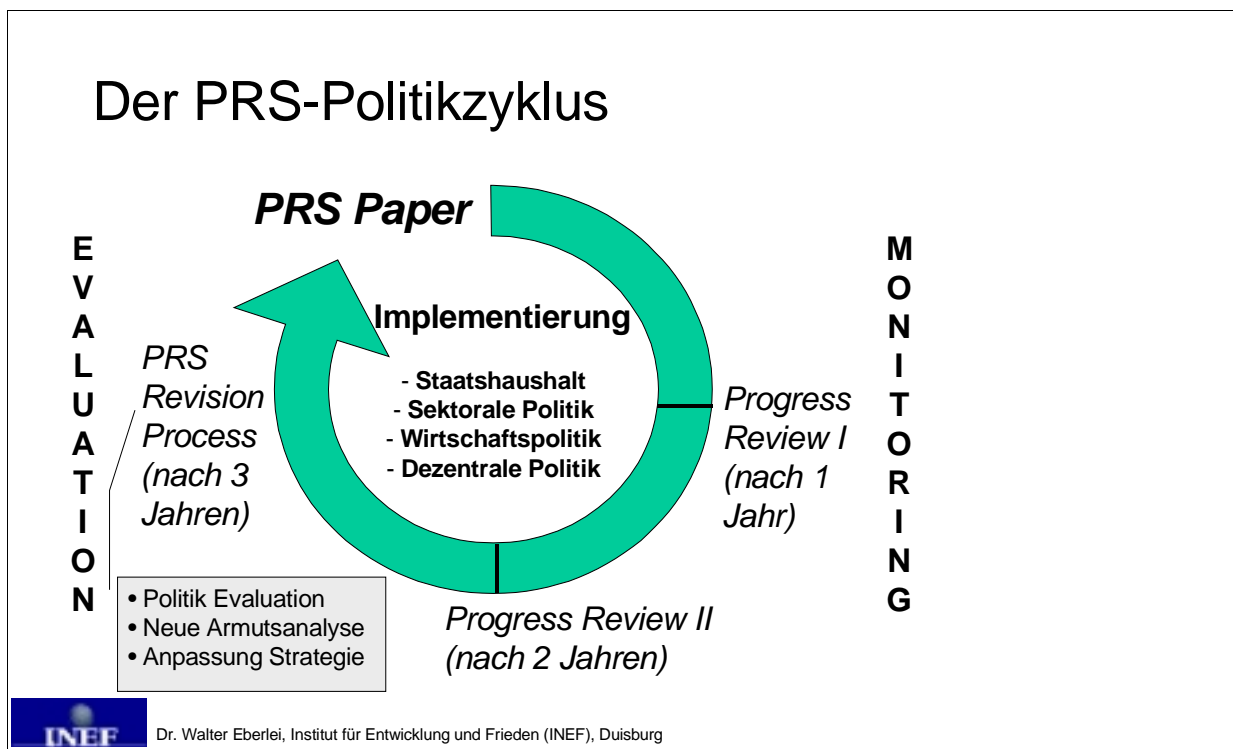 Der PRS-Politikzyklus
PRS Paper
EVALUATION
MONITORING
Implementierung
- Staatshaushalt
- Sektorale Politik
- Wirtschaftspolitik
- Dezentrale Politik
Progress
Review I
(nach 1
Jahr)
Progress Review II
(nach 2 Jahren)
PRS
Revision
Process
(nach 3
Jahren)
• Politik Evaluation
• Neue Armutsanalyse
• Anpassung Strategie
INEF
Dr. Walter Eberlei, Institut für Entwicklung und Frieden (INEF), Duisburg